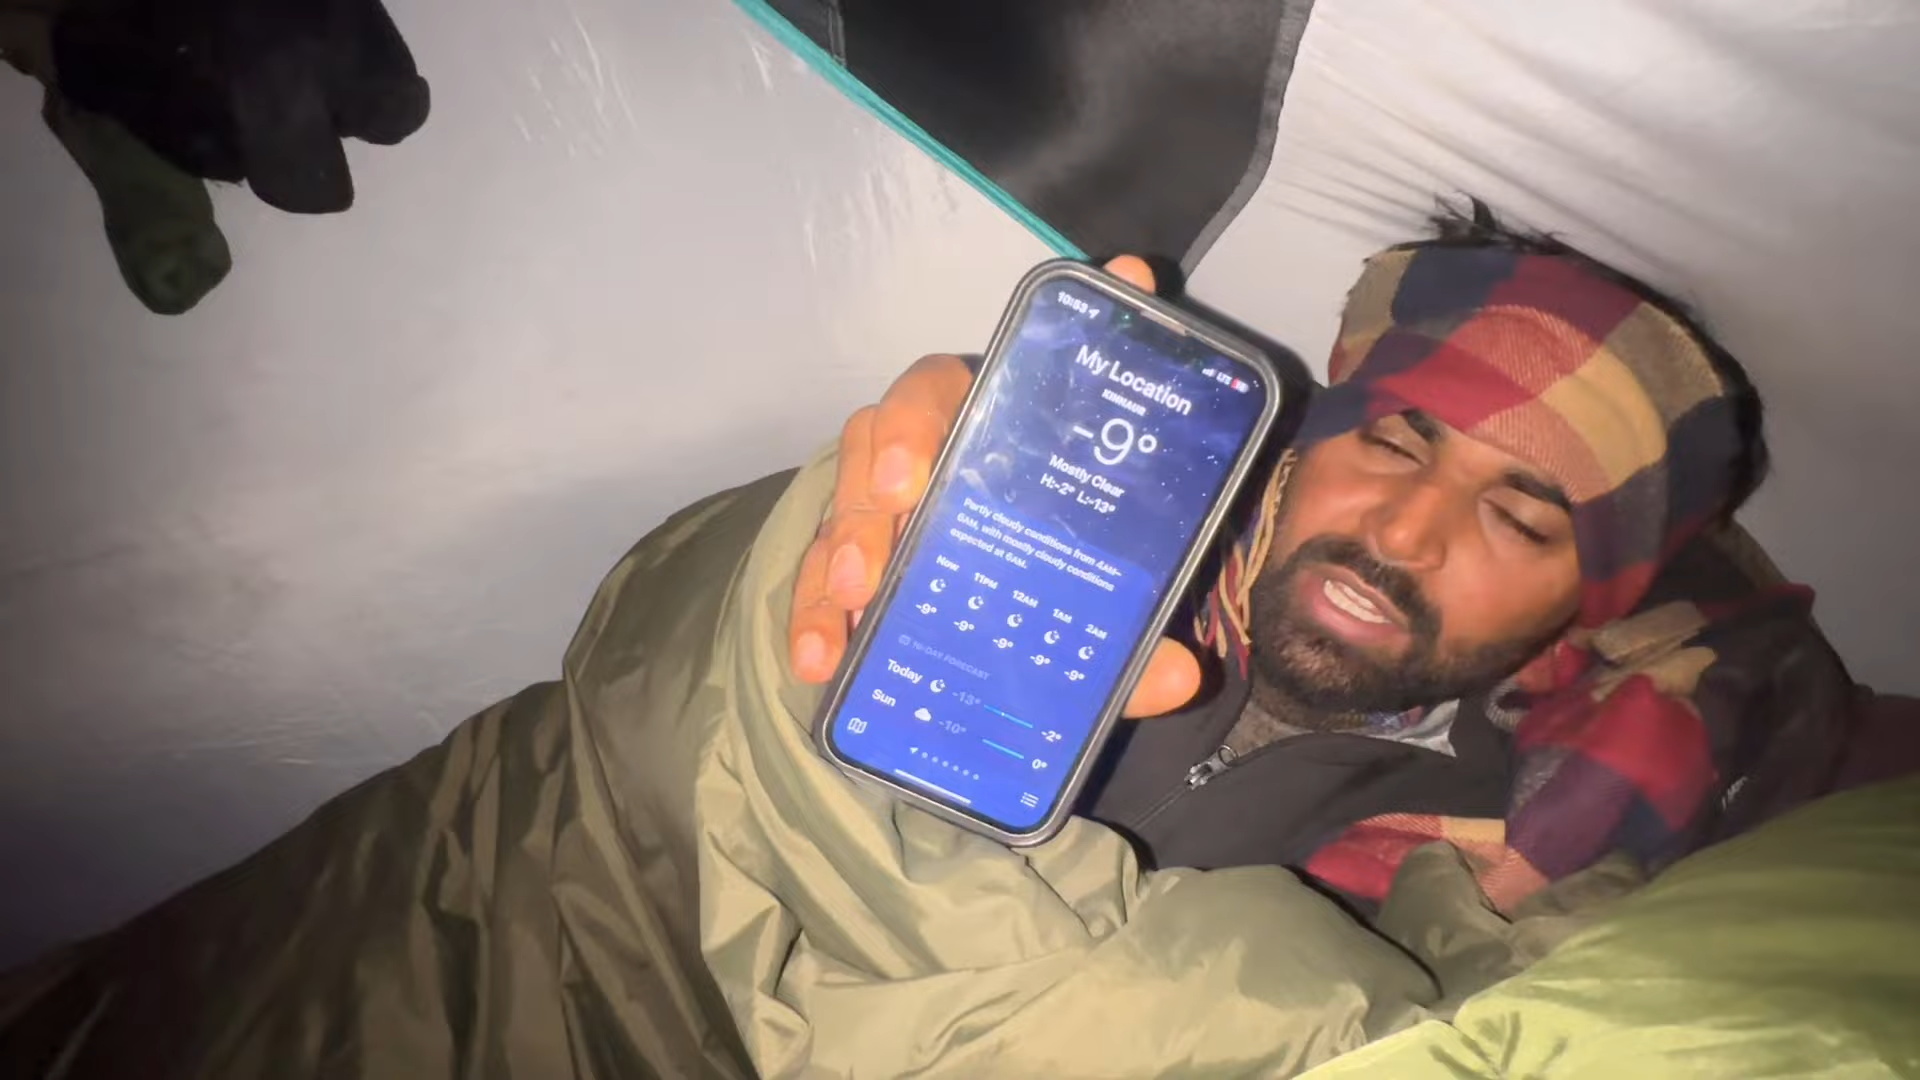 10:53
LTE
My Location
KINNAUR
-9°
Mostly Clear
H:-2° L:-13°
Partly cloudy conditions from 4AM–
6AM, with mostly cloudy conditions
expected at 6AM.
Now 11PM 12AM 1AM 2AM
-9° -9° -9° -9° -9°
10-DAY FORECAST
Today -13° -2°
Sun -10° 0°